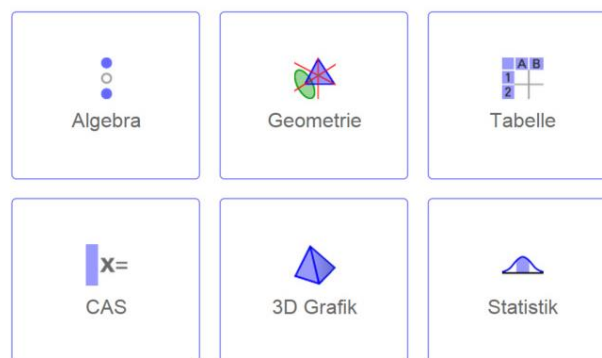 Algebra
Geometrie
A B
1
2
Tabelle
x=
CAS
3D Grafik
Statistik